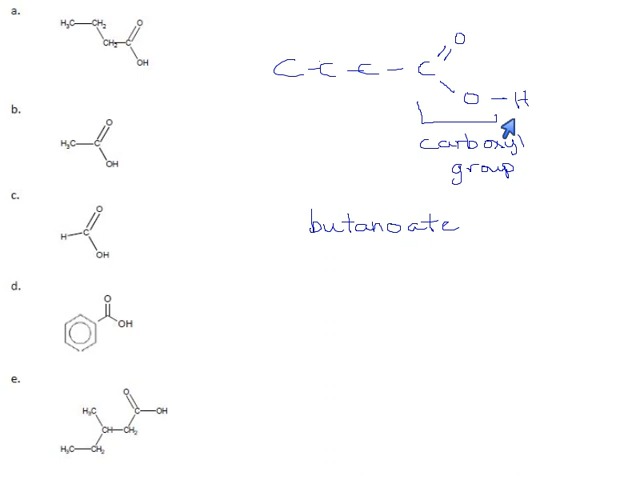 a.
H₃C—CH₂ O
CH₂—C
OH
C - C - C - C O
O - H
carboxyl
group
b.
O
H₃C—C
OH
c.
O
H—C
OH
butanoate
d.
O
OH
e.
O
H₃C C—OH
CH—CH₂
H₃C—CH₂